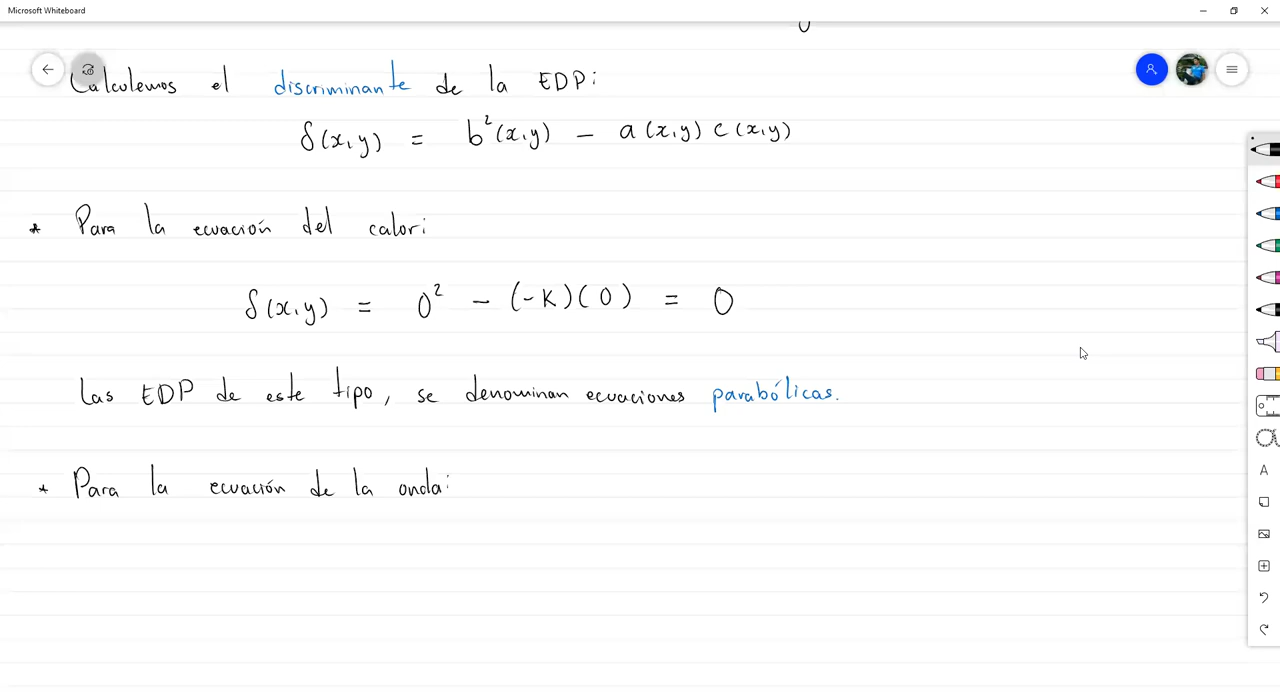 Microsoft Whiteboard
Calculemos el discriminante de la EDP:
δ(x,y) = b²(x,y) - a(x,y) c(x,y)
* Para la ecuación del calor:
δ(x,y) = 0² - (-K)(0) = 0
Las EDP de este tipo, se denominan ecuaciones parabólicas.
* Para la ecuación de la onda:
A